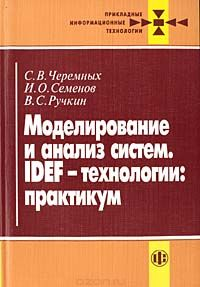 ПРИКЛАДНЫЕ
ИНФОРМАЦИОННЫЕ
ТЕХНОЛОГИИ
С. В. Черемных
И. О. Семенов
В. С. Ручкин
Моделирование
и анализ систем.
IDEF – технологии:
практикум